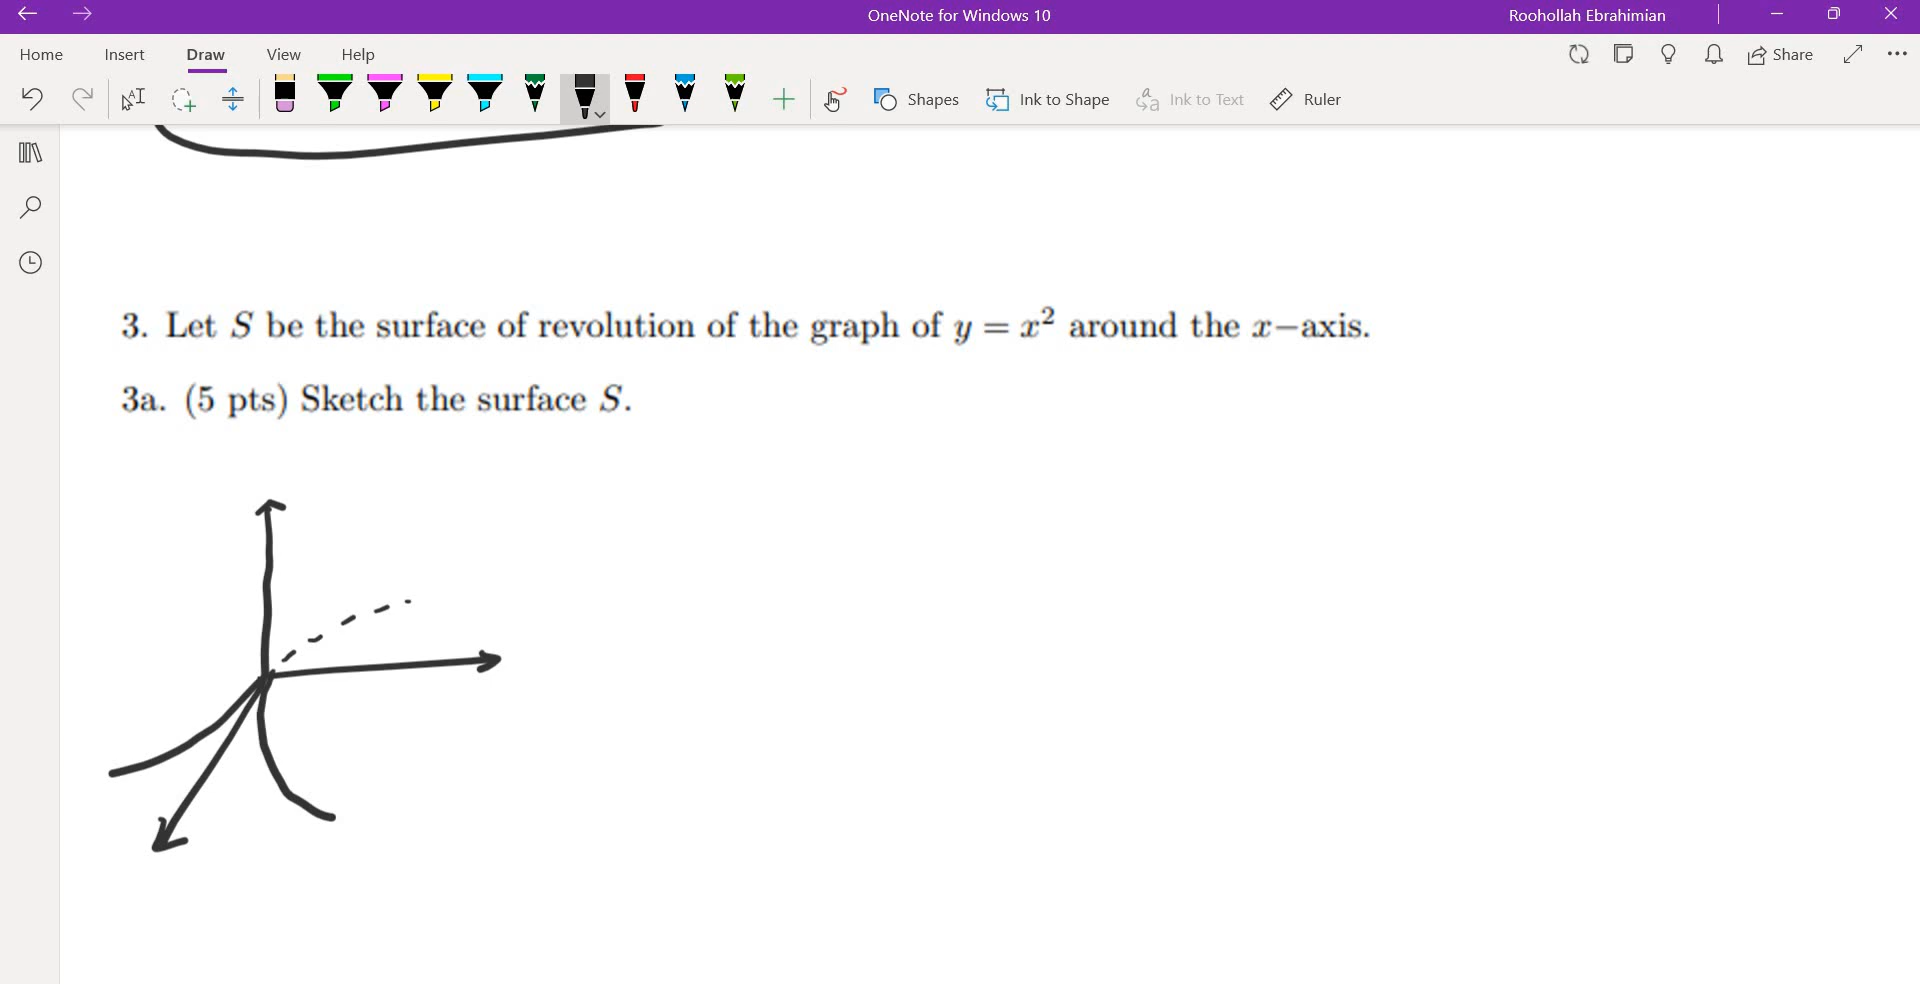 OneNote for Windows 10
Roohollah Ebrahimian
Home Insert Draw View Help
Share
Shapes Ink to Shape Ink to Text Ruler
3. Let S be the surface of revolution of the graph of y = x² around the x−axis.
3a. (5 pts) Sketch the surface S.